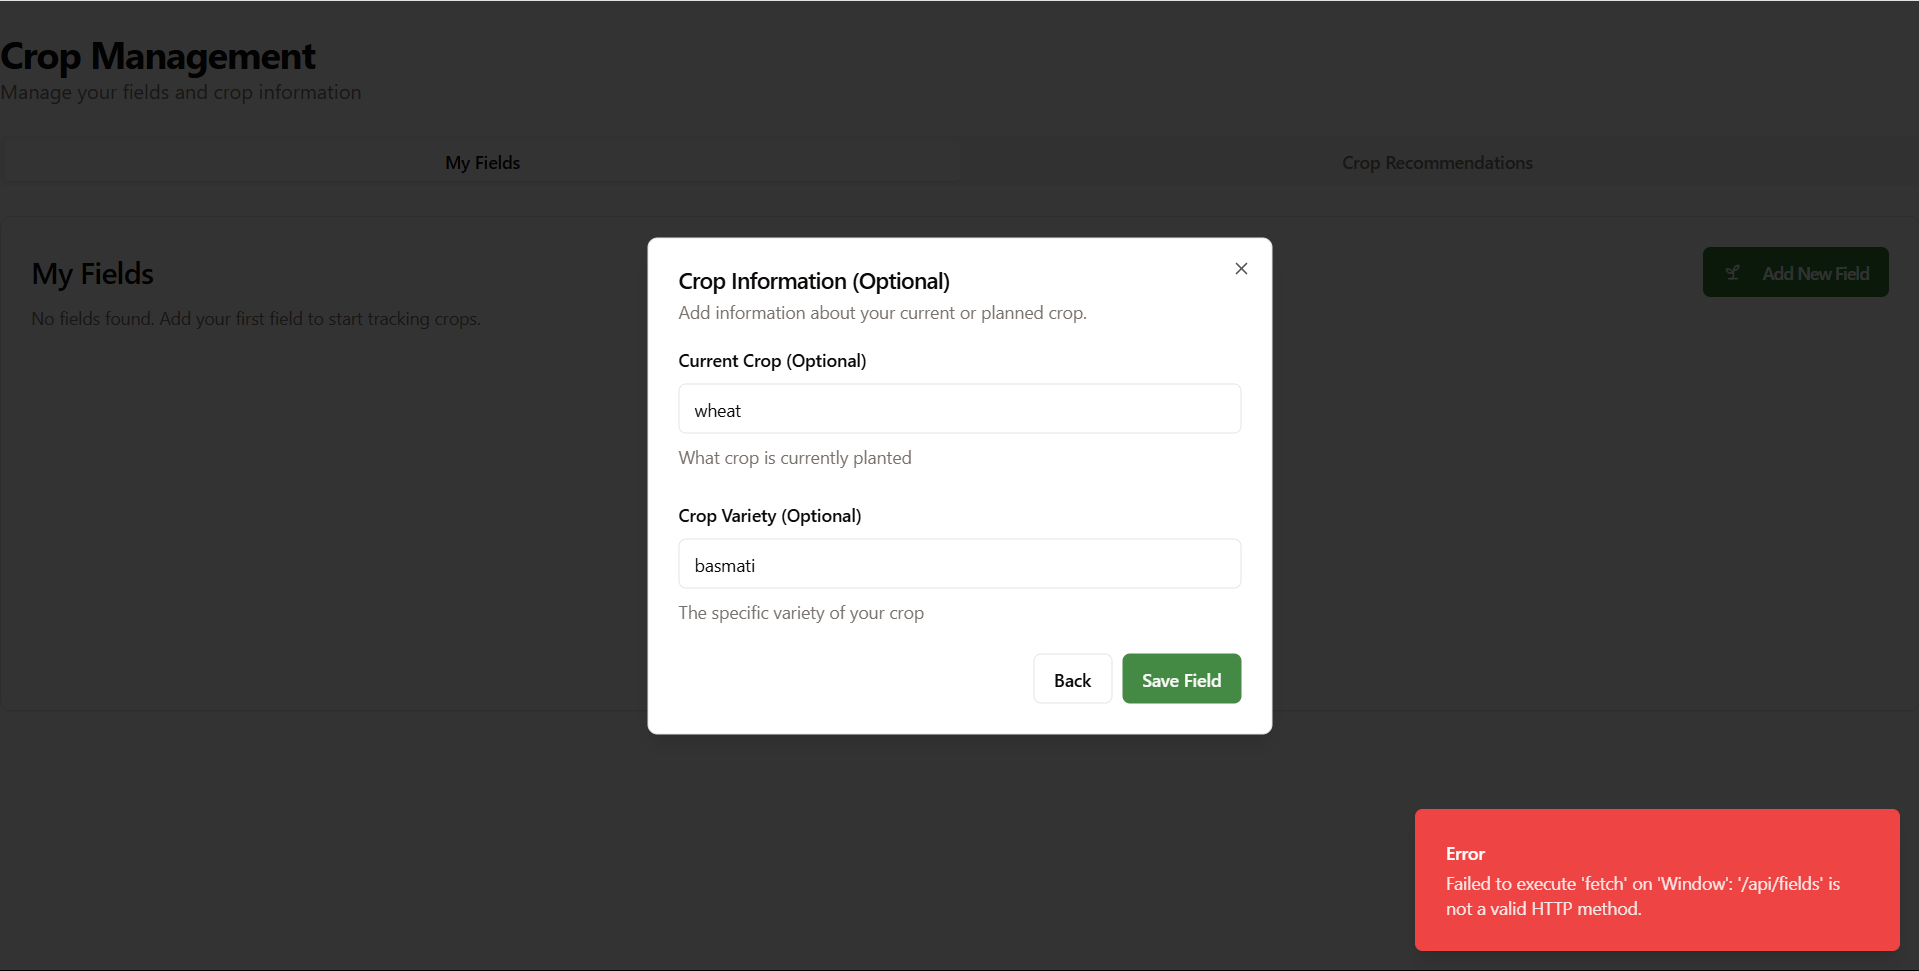 Crop Management
Manage your fields and crop information
My Fields
Crop Recommendations
My Fields
Add New Field
No fields found. Add your first field to start tracking crops.
Crop Information (Optional)
Add information about your current or planned crop.
Current Crop (Optional)
wheat
What crop is currently planted
Crop Variety (Optional)
basmati
The specific variety of your crop
Back
Save Field
Error
Failed to execute 'fetch' on 'Window': '/api/fields' is
not a valid HTTP method.